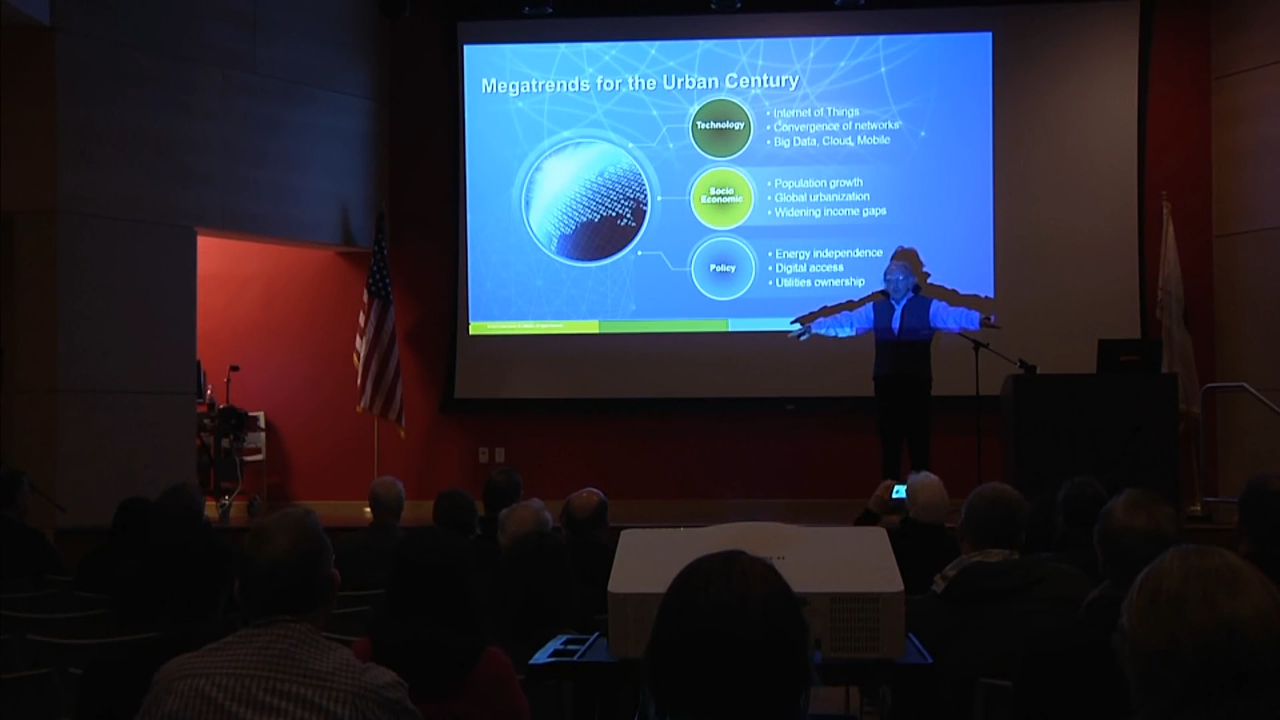 Megatrends for the Urban Century
Technology
• Internet of Things
• Convergence of networks
• Big Data, Cloud, Mobile
Socio
Economic
• Population growth
• Global urbanization
• Widening income gaps
Policy
• Energy independence
• Digital access
• Utilities ownership